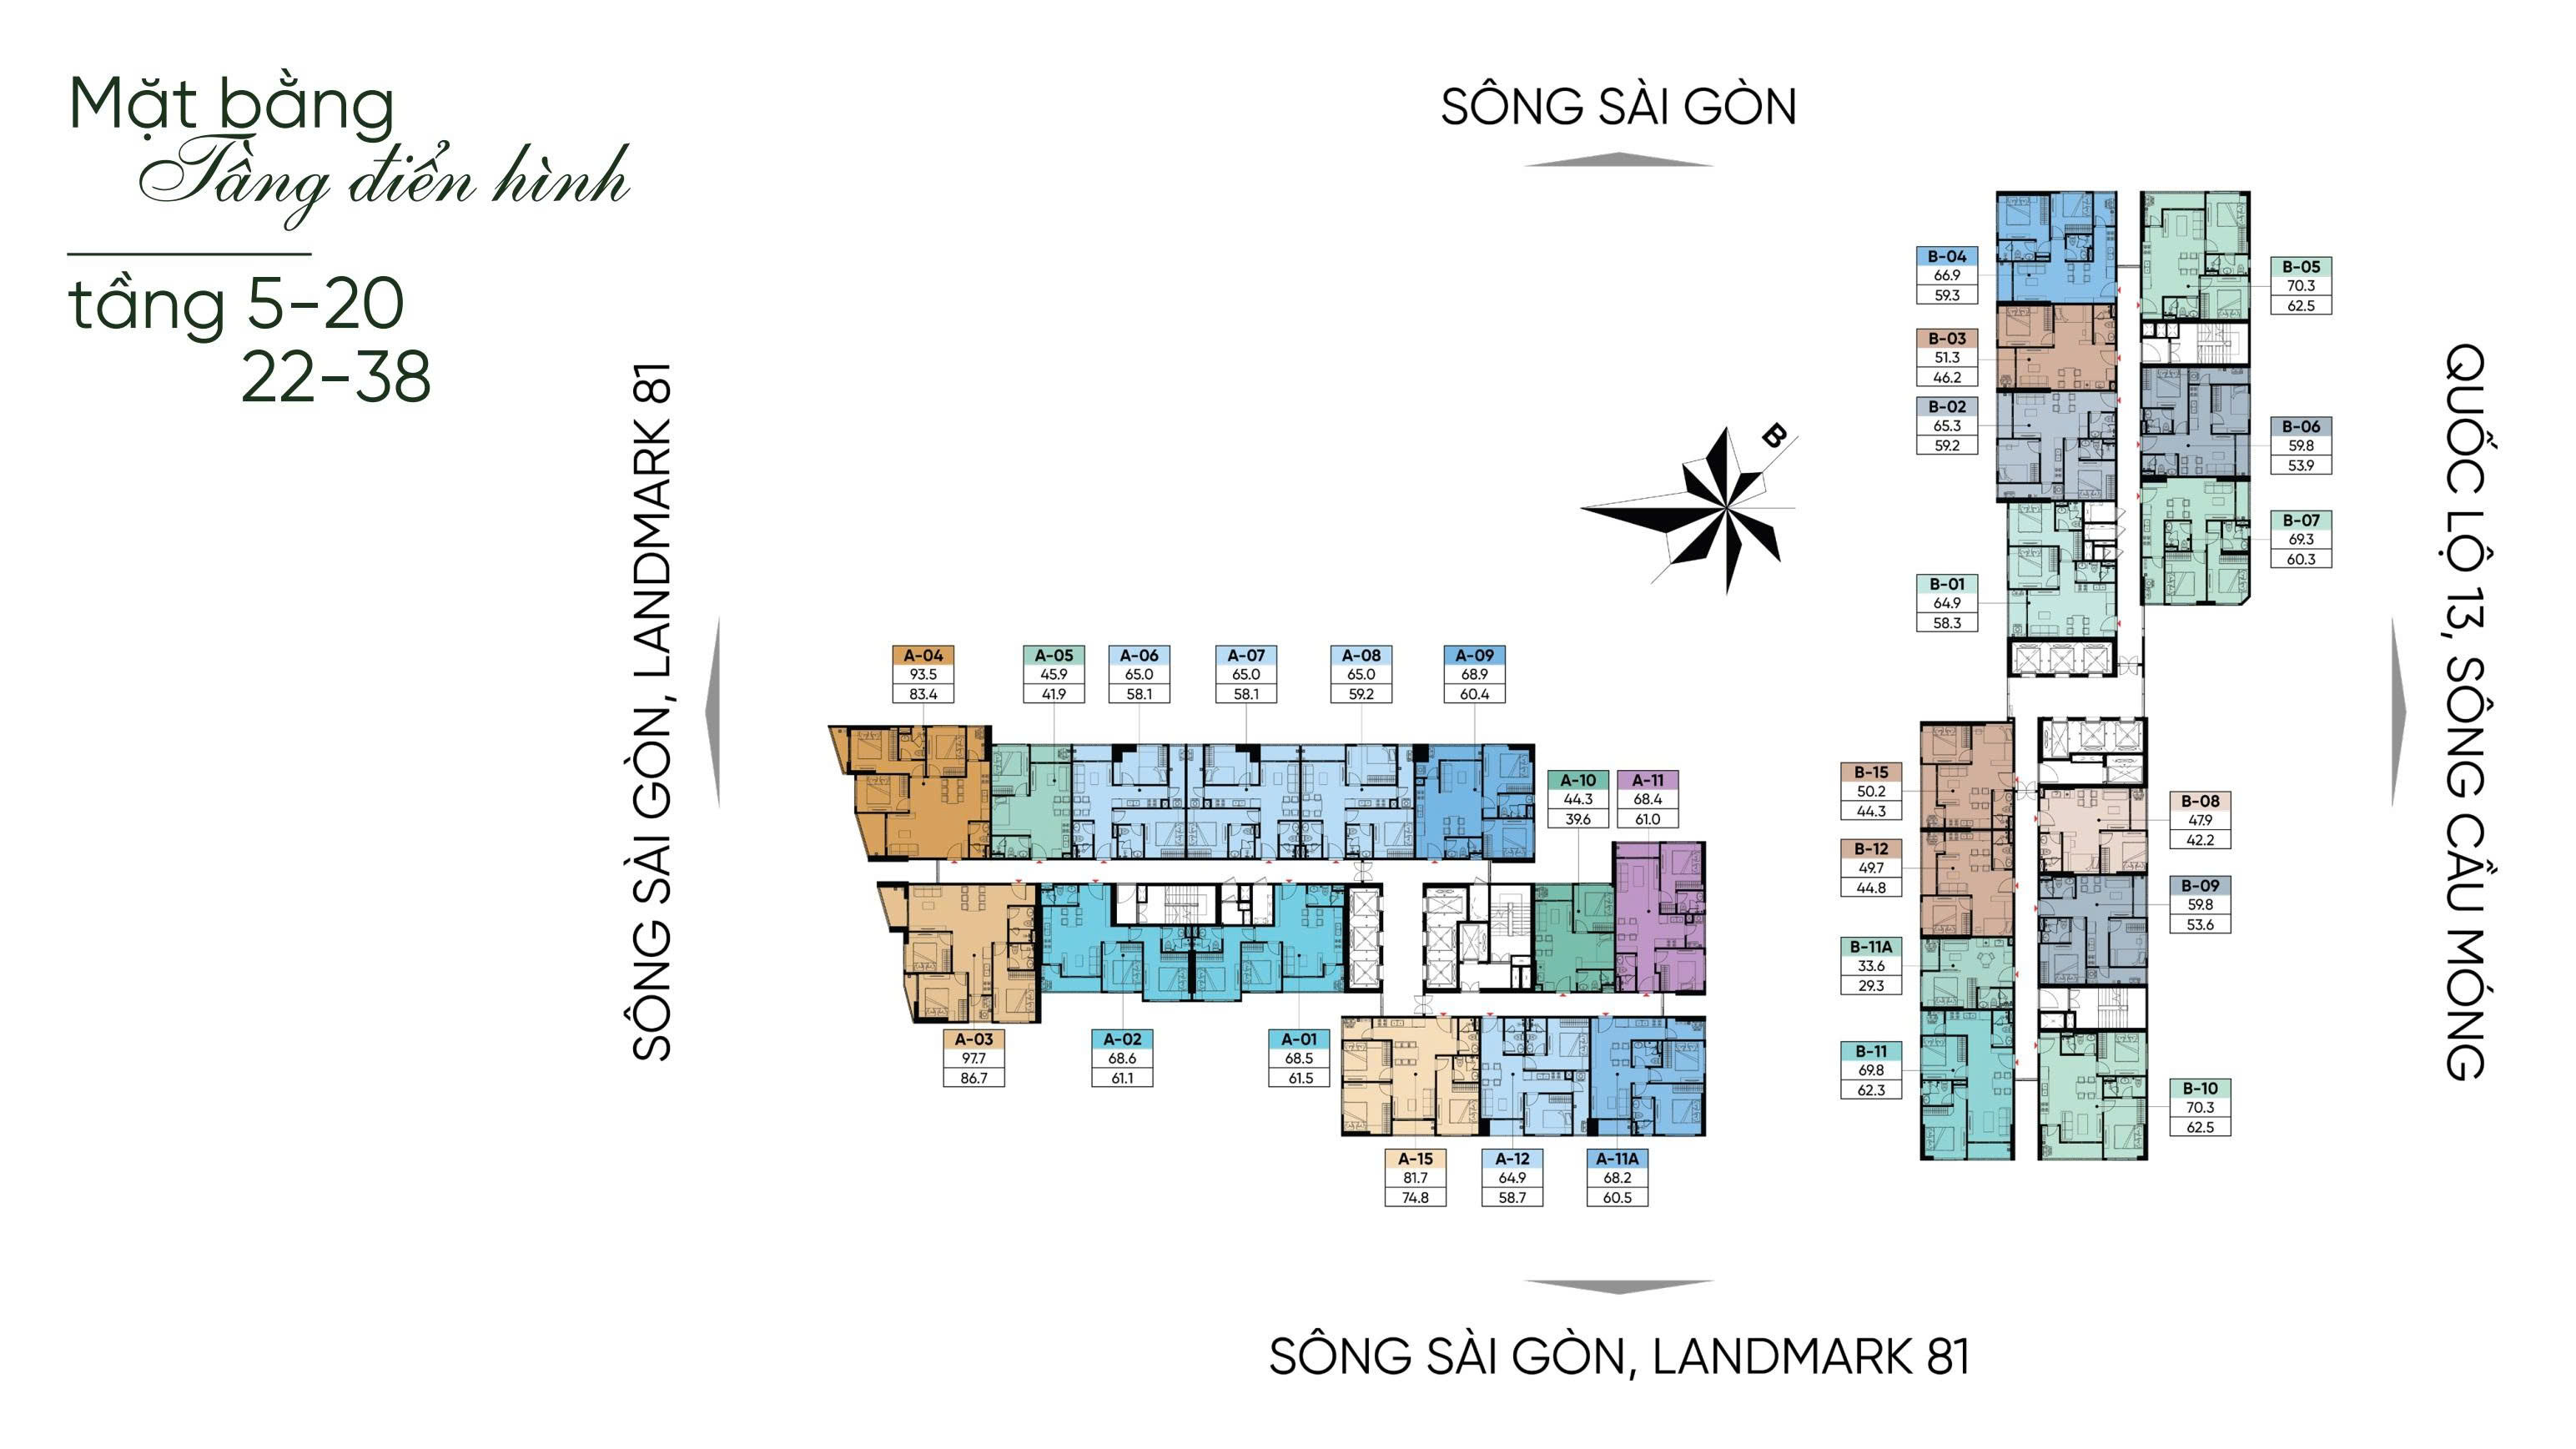 Mặt bằng
Tầng điển hình
tầng 5-20
22-38
SÔNG SÀI GÒN
SÔNG SÀI GÒN, LANDMARK 81
QUỐC LỘ 13, SÔNG CẦU MÓNG
B
B-04
66.9
59.3
B-05
70.3
62.5
B-03
51.3
46.2
B-02
65.3
59.2
B-06
59.8
53.9
B-07
69.3
60.3
B-01
64.9
58.3
A-04
93.5
83.4
A-05
45.9
41.9
A-06
65.0
58.1
A-07
65.0
58.1
A-08
65.0
59.2
A-09
68.9
60.4
A-10
44.3
39.6
A-11
68.4
61.0
B-15
50.2
44.3
B-08
47.9
42.2
B-12
49.7
44.8
B-09
59.8
53.6
B-11A
33.6
29.3
B-11
69.8
62.3
B-10
70.3
62.5
A-03
97.7
86.7
A-02
68.6
61.1
A-01
68.5
61.5
A-15
81.7
74.8
A-12
64.9
58.7
A-11A
68.2
60.5
SÔNG SÀI GÒN, LANDMARK 81